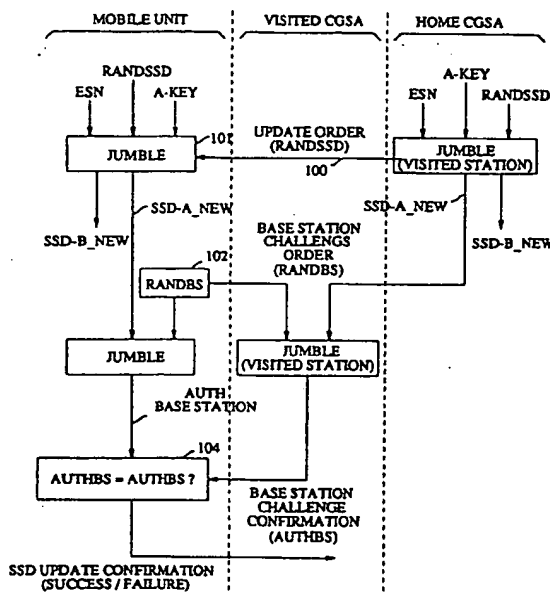 MOBILE UNIT
VISITED CGSA
HOME CGSA
RANDSSD
ESN
A-KEY
101
JUMBLE
UPDATE ORDER
(RANDSSD)
100
A-KEY
ESN
RANDSSD
JUMBLE
(VISITED STATION)
SSD-A_NEW
SSD-B_NEW
SSD-A_NEW
SSD-B_NEW
BASE STATION
CHALLENGS
ORDER
(RANDBS)
102
RANDBS
JUMBLE
JUMBLE
(VISITED STATION)
AUTH
BASE STATION
104
AUTHBS = AUTHBS ?
BASE STATION
CHALLENGE
CONFIRMATION
(AUTHBS)
SSD UPDATE CONFIRMATION
(SUCCESS / FAILURE)